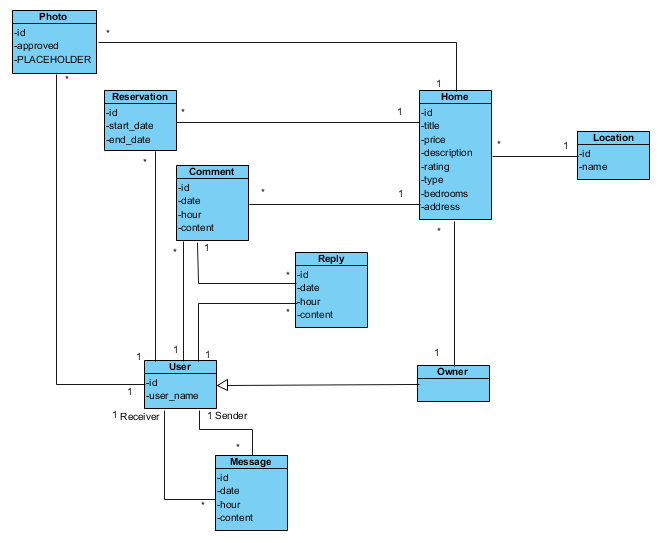 Photo
-id
-approved
-PLACEHOLDER
*
*
1
Reservation
-id
-start_date
-end_date
*
1
*
Home
-id
-title
-price
-description
-rating
-type
-bedrooms
-address
*
1
Location
-id
-name
Comment
-id
-date
-hour
-content
*
1
*
1
*
Reply
-id
-date
-hour
-content
*
*
1
1
1
1
1
User
-id
-user_name
Owner
1 Receiver
1 Sender
*
*
Message
-id
-date
-hour
-content